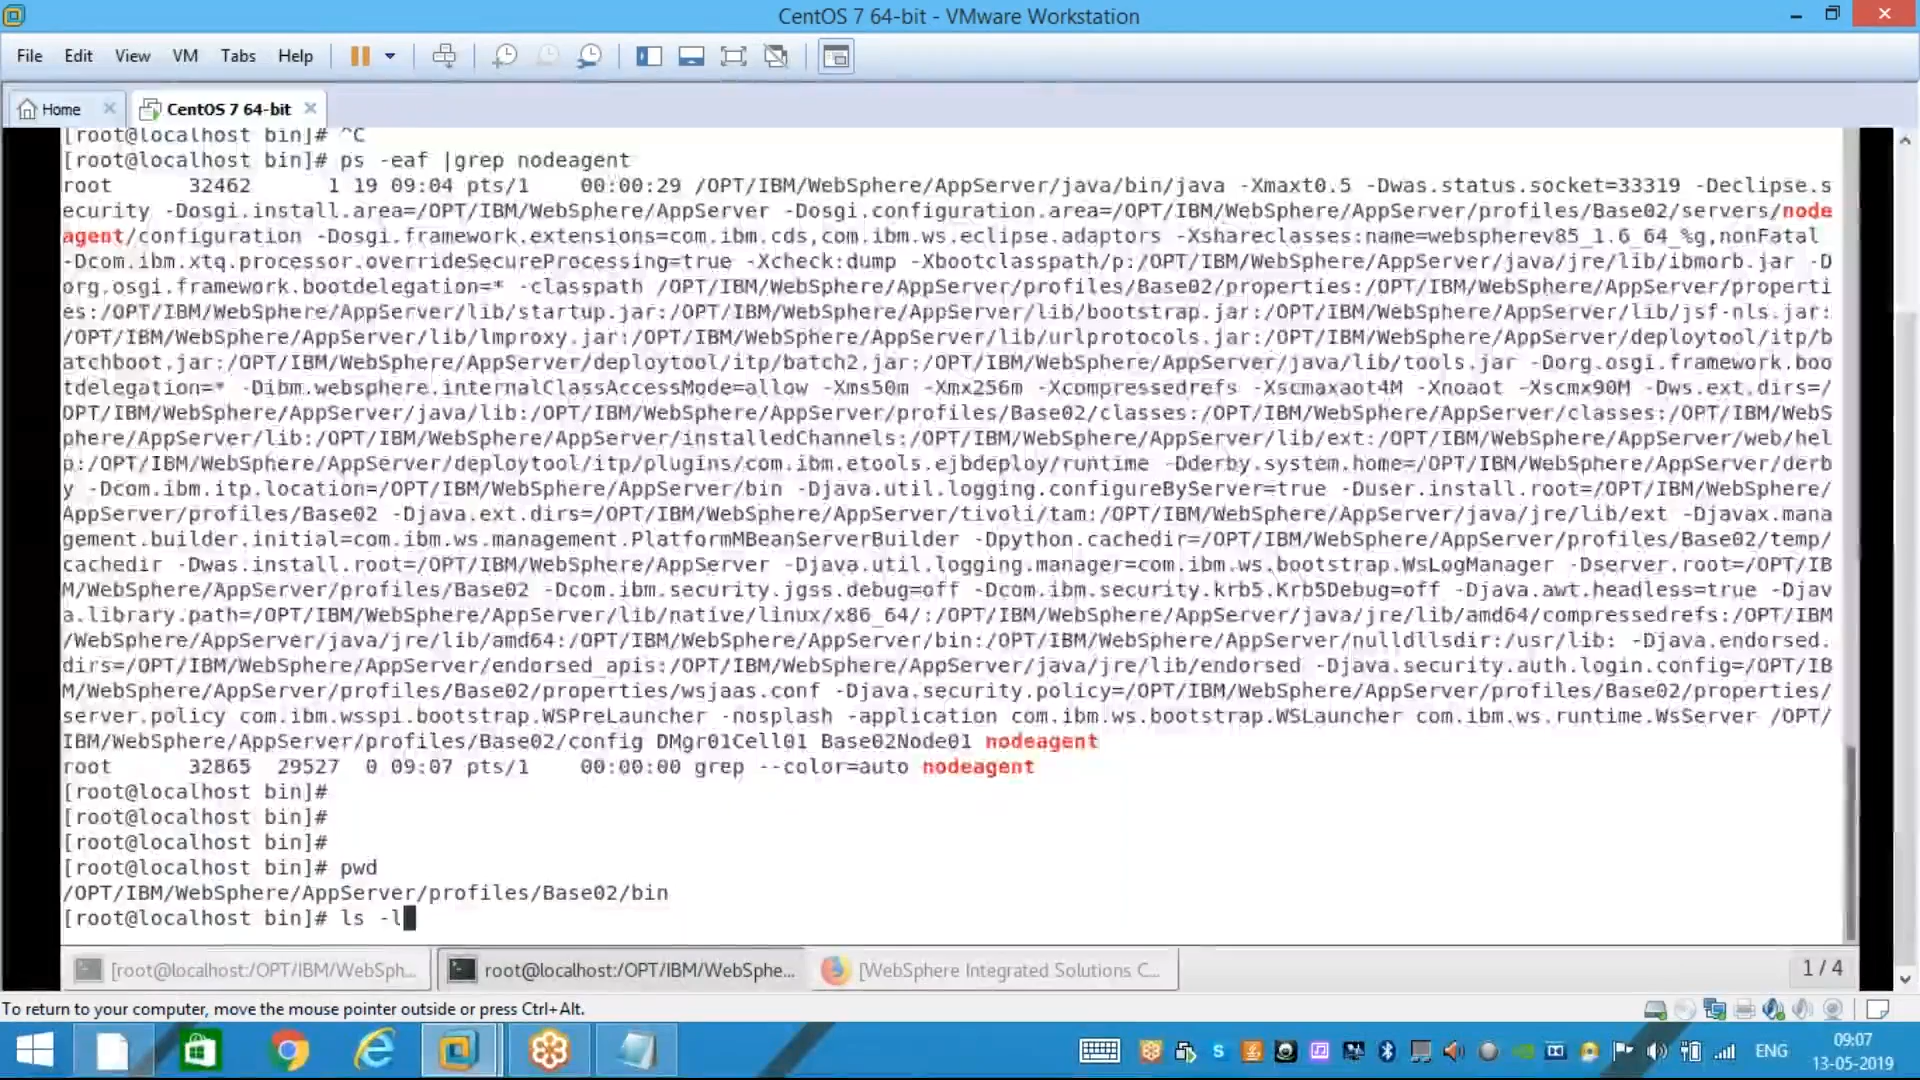 CentOS 7 64-bit - VMware Workstation
File Edit View VM Tabs Help
Home
CentOS 7 64-bit
[root@localhost bin]# ^C
[root@localhost bin]# ps -eaf |grep nodeagent
root 32462 1 19 09:04 pts/1 00:00:29 /OPT/IBM/WebSphere/AppServer/java/bin/java -Xmaxt0.5 -Dwas.status.socket=33319 -Declipse.s
ecurity -Dosgi.install.area=/OPT/IBM/WebSphere/AppServer -Dosgi.configuration.area=/OPT/IBM/WebSphere/AppServer/profiles/Base02/servers/node
agent/configuration -Dosgi.framework.extensions=com.ibm.cds,com.ibm.ws.eclipse.adaptors -Xshareclasses:name=webspherev85_1.6_64_%g,nonFatal
-Dcom.ibm.xtq.processor.overrideSecureProcessing=true -Xcheck:dump -Xbootclasspath/p:/OPT/IBM/WebSphere/AppServer/java/jre/lib/ibmorb.jar -D
org.osgi.framework.bootdelegation=* -classpath /OPT/IBM/WebSphere/AppServer/profiles/Base02/properties:/OPT/IBM/WebSphere/AppServer/properti
es:/OPT/IBM/WebSphere/AppServer/lib/startup.jar:/OPT/IBM/WebSphere/AppServer/lib/bootstrap.jar:/OPT/IBM/WebSphere/AppServer/lib/jsf-nls.jar:
/OPT/IBM/WebSphere/AppServer/lib/lmproxy.jar:/OPT/IBM/WebSphere/AppServer/lib/urlprotocols.jar:/OPT/IBM/WebSphere/AppServer/deploytool/itp/b
atchboot.jar:/OPT/IBM/WebSphere/AppServer/deploytool/itp/batch2.jar:/OPT/IBM/WebSphere/AppServer/java/lib/tools.jar -Dorg.osgi.framework.boo
tdelegation=* -Dibm.websphere.internalClassAccessMode=allow -Xms50m -Xmx256m -Xcompressedrefs -Xscmaxaot4M -Xnoaot -Xscmx90M -Dws.ext.dirs=/
OPT/IBM/WebSphere/AppServer/java/lib:/OPT/IBM/WebSphere/AppServer/profiles/Base02/classes:/OPT/IBM/WebSphere/AppServer/classes:/OPT/IBM/WebS
phere/AppServer/lib:/OPT/IBM/WebSphere/AppServer/installedChannels:/OPT/IBM/WebSphere/AppServer/lib/ext:/OPT/IBM/WebSphere/AppServer/web/hel
p:/OPT/IBM/WebSphere/AppServer/deploytool/itp/plugins/com.ibm.etools.ejbdeploy/runtime -Dderby.system.home=/OPT/IBM/WebSphere/AppServer/derb
y -Dcom.ibm.itp.location=/OPT/IBM/WebSphere/AppServer/bin -Djava.util.logging.configureByServer=true -Duser.install.root=/OPT/IBM/WebSphere/
AppServer/profiles/Base02 -Djava.ext.dirs=/OPT/IBM/WebSphere/AppServer/tivoli/tam:/OPT/IBM/WebSphere/AppServer/java/jre/lib/ext -Djavax.mana
gement.builder.initial=com.ibm.ws.management.PlatformMBeanServerBuilder -Dpython.cachedir=/OPT/IBM/WebSphere/AppServer/profiles/Base02/temp/
cachedir -Dwas.install.root=/OPT/IBM/WebSphere/AppServer -Djava.util.logging.manager=com.ibm.ws.bootstrap.WsLogManager -Dserver.root=/OPT/IB
M/WebSphere/AppServer/profiles/Base02 -Dcom.ibm.security.jgss.debug=off -Dcom.ibm.security.krb5.Krb5Debug=off -Djava.awt.headless=true -Djav
a.library.path=/OPT/IBM/WebSphere/AppServer/lib/native/linux/x86_64/:/OPT/IBM/WebSphere/AppServer/java/jre/lib/amd64/compressedrefs:/OPT/IBM
/WebSphere/AppServer/java/jre/lib/amd64:/OPT/IBM/WebSphere/AppServer/bin:/OPT/IBM/WebSphere/AppServer/nulldllsdir:/usr/lib: -Djava.endorsed.
dirs=/OPT/IBM/WebSphere/AppServer/endorsed_apis:/OPT/IBM/WebSphere/AppServer/java/jre/lib/endorsed -Djava.security.auth.login.config=/OPT/IB
M/WebSphere/AppServer/profiles/Base02/properties/wsjaas.conf -Djava.security.policy=/OPT/IBM/WebSphere/AppServer/profiles/Base02/properties/
server.policy com.ibm.wsspi.bootstrap.WSPreLauncher -nosplash -application com.ibm.ws.bootstrap.WSLauncher com.ibm.ws.runtime.WsServer /OPT/
IBM/WebSphere/AppServer/profiles/Base02/config DMgr01Cell01 Base02Node01 nodeagent
root 32865 29527 0 09:07 pts/1 00:00:00 grep --color=auto nodeagent
[root@localhost bin]#
[root@localhost bin]#
[root@localhost bin]#
[root@localhost bin]# pwd
/OPT/IBM/WebSphere/AppServer/profiles/Base02/bin
[root@localhost bin]# ls -l
[root@localhost:/OPT/IBM/WebSph...
root@localhost:/OPT/IBM/WebSphe...
[WebSphere Integrated Solutions C...
1 / 4
To return to your computer, move the mouse pointer outside or press Ctrl+Alt.
ENG
09:07
13-05-2019